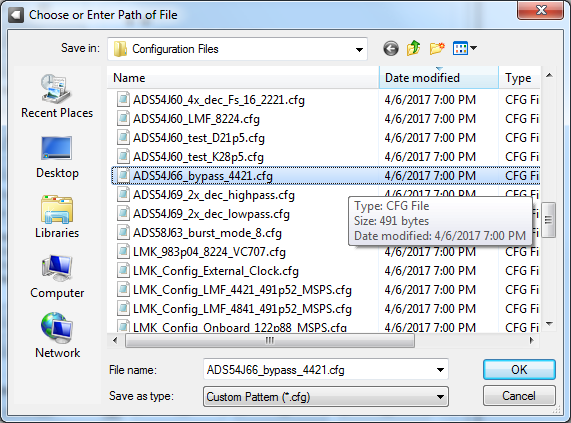 Choose or Enter Path of File
Save in: Configuration Files
Name Date modified Type
ADS54J60_4x_dec_Fs_16_2221.cfg 4/6/2017 7:00 PM CFG Fi
ADS54J60_LMF_8224.cfg 4/6/2017 7:00 PM CFG Fi
ADS54J60_test_D21p5.cfg 4/6/2017 7:00 PM CFG Fi
ADS54J60_test_K28p5.cfg 4/6/2017 7:00 PM CFG Fi
ADS54J66_bypass_4421.cfg 4/6/2017 7:00 PM CFG Fi
ADS54J69_2x_dec_highpass.cfg 4/6/2017 7:00 PM CFG Fi
ADS54J69_2x_dec_lowpass.cfg
ADS58J63_burst_mode_8.cfg
Type: CFG File
Size: 491 bytes
Date modified: 4/6/2017 7:00 PM
LMK_983p04_8224_VC707.cfg 4/6/2017 7:00 PM CFG Fi
LMK_Config_External_Clock.cfg 4/6/2017 7:00 PM CFG Fi
LMK_Config_LMF_4421_491p52_MSPS.cfg 4/6/2017 7:00 PM CFG Fi
LMK_Config_LMF_4841_491p52_MSPS.cfg 4/6/2017 7:00 PM CFG Fi
LMK_Config_Onboard_122p88_MSPS.cfg 4/6/2017 7:00 PM CFG Fi
Recent Places
Desktop
Libraries
Computer
Network
File name: ADS54J66_bypass_4421.cfg OK
Save as type: Custom Pattern (*.cfg) Cancel